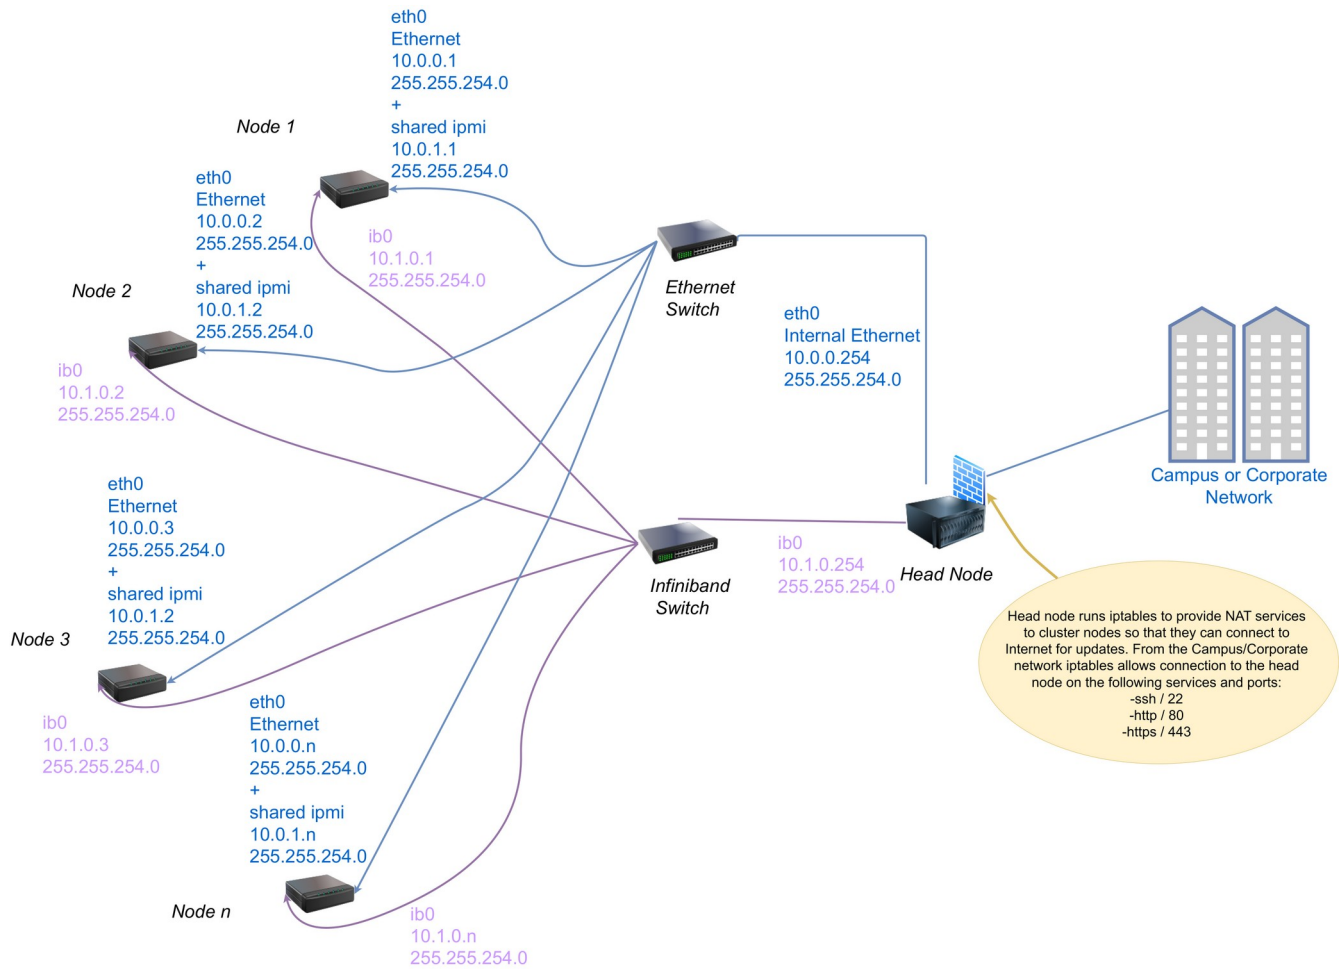 eth0
Ethernet
10.0.0.1
255.255.254.0
+
shared ipmi
10.0.1.1
255.255.254.0
Node 1
ib0
10.1.0.1
255.255.254.0
eth0
Ethernet
10.0.0.2
255.255.254.0
+
shared ipmi
10.0.1.2
255.255.254.0
Node 2
ib0
10.1.0.2
255.255.254.0
eth0
Ethernet
10.0.0.3
255.255.254.0
+
shared ipmi
10.0.1.2
255.255.254.0
Node 3
ib0
10.1.0.3
255.255.254.0
eth0
Ethernet
10.0.0.n
255.255.254.0
+
shared ipmi
10.0.1.n
255.255.254.0
Node n
ib0
10.1.0.n
255.255.254.0
Ethernet
Switch
eth0
Internal Ethernet
10.0.0.254
255.255.254.0
Infiniband
Switch
ib0
10.1.0.254
255.255.254.0
Head Node
Campus or Corporate
Network
Head node runs iptables to provide NAT services
to cluster nodes so that they can connect to
Internet for updates. From the Campus/Corporate
network iptables allows connection to the head
node on the following services and ports:
-ssh / 22
-http / 80
-https / 443